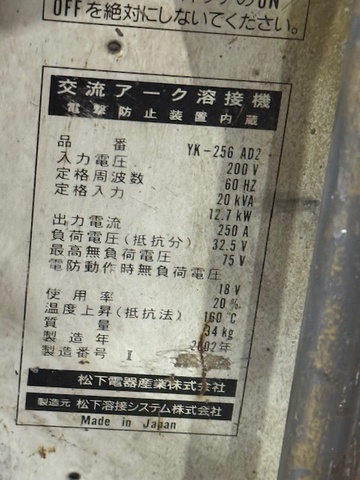 OFFを絶対にしないでください。
交流アーク溶接機
電撃防止装置内蔵
品番 YK-256 AD2
入力電圧 200 V
定格周波数 60 HZ
定格入力 20 kVA
12.7 kW
出力電流 250 A
負荷電圧(抵抗分) 32.5 V
最高無負荷電圧 75 V
電防動作時無負荷電圧
18 V
使用率 20 %
温度上昇(抵抗法) 160 ℃
質量 34 kg
製造年 2002年
製造番号 I
松下電器産業株式会社
製造元 松下溶接システム株式会社
Made in Japan